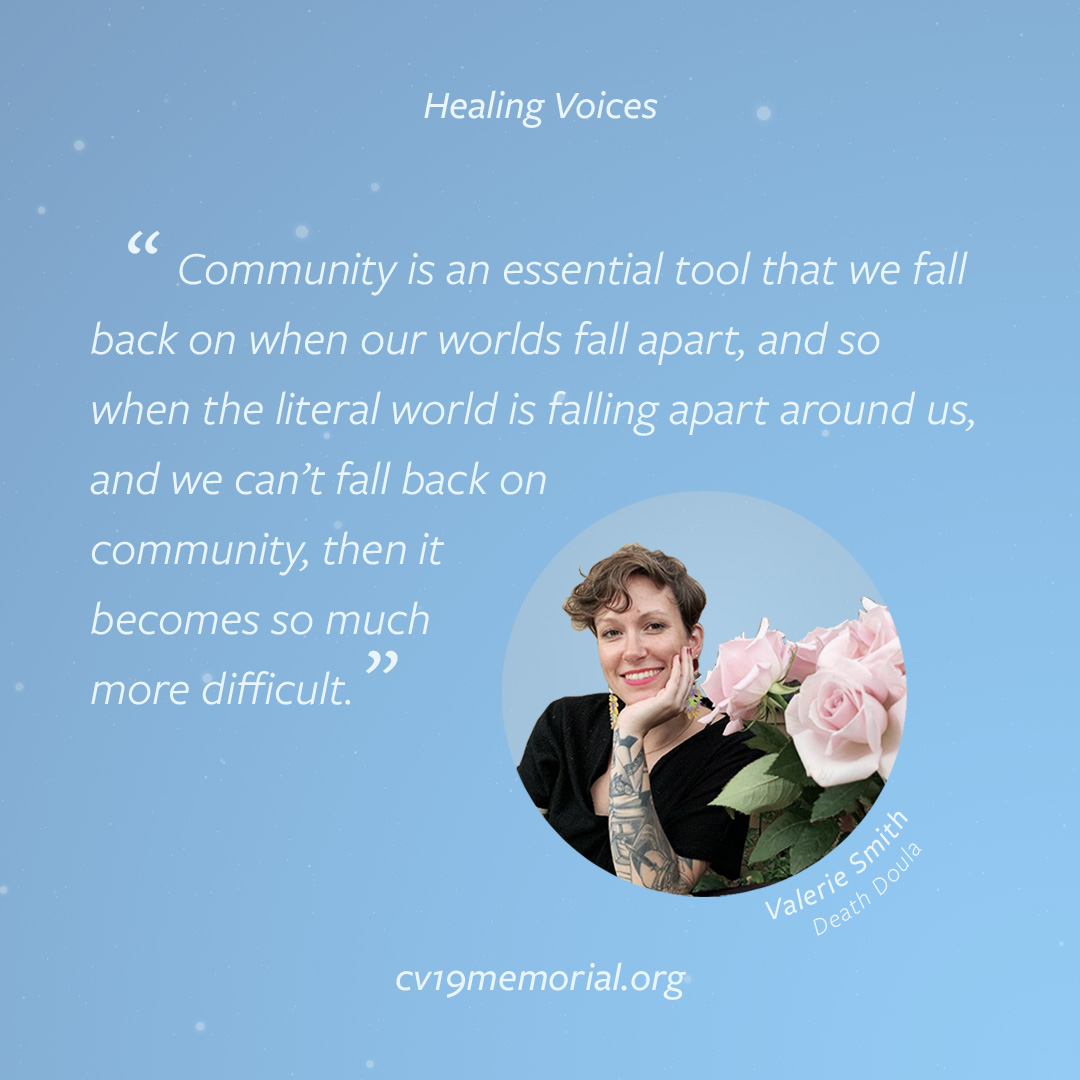 Healing Voices
“ Community is an essential tool that we fall
back on when our worlds fall apart, and so
when the literal world is falling apart around us,
and we can’t fall back on
community, then it
becomes so much
more difficult. ”
Valerie Smith
Death Doula
cv19memorial.org